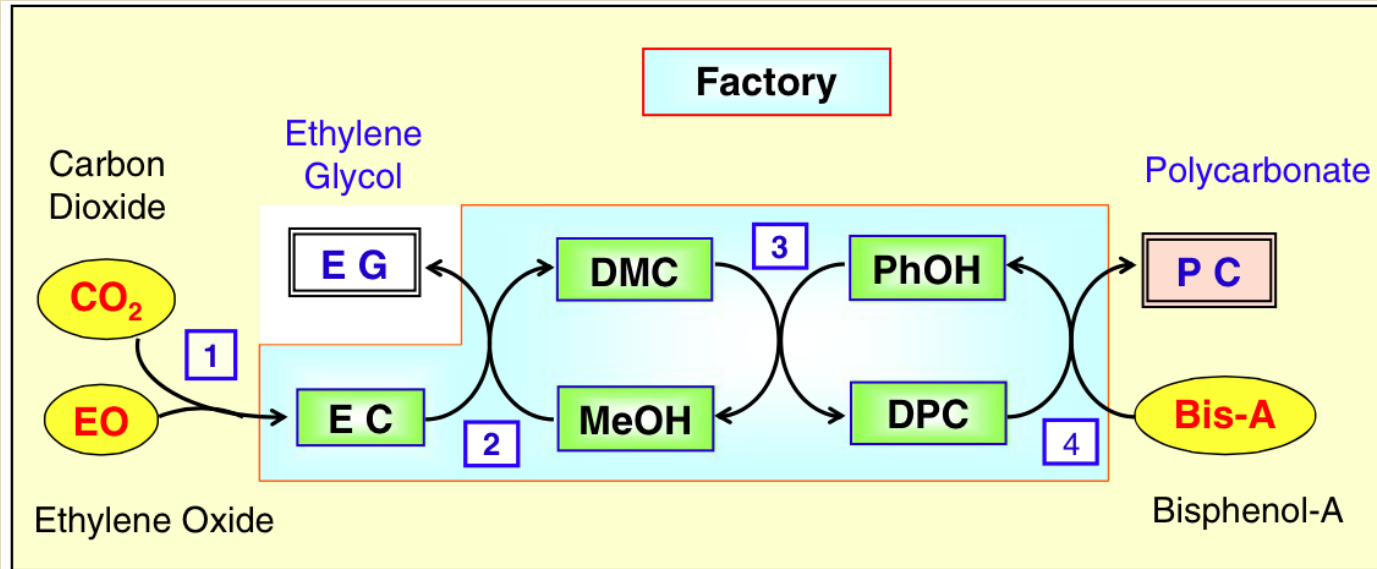 Factory
Carbon
Dioxide
Ethylene
Glycol
Polycarbonate
CO₂
1
EO
E G
E C
2
DMC
MeOH
3
PhOH
DPC
4
P C
Bis-A
Ethylene Oxide
Bisphenol-A